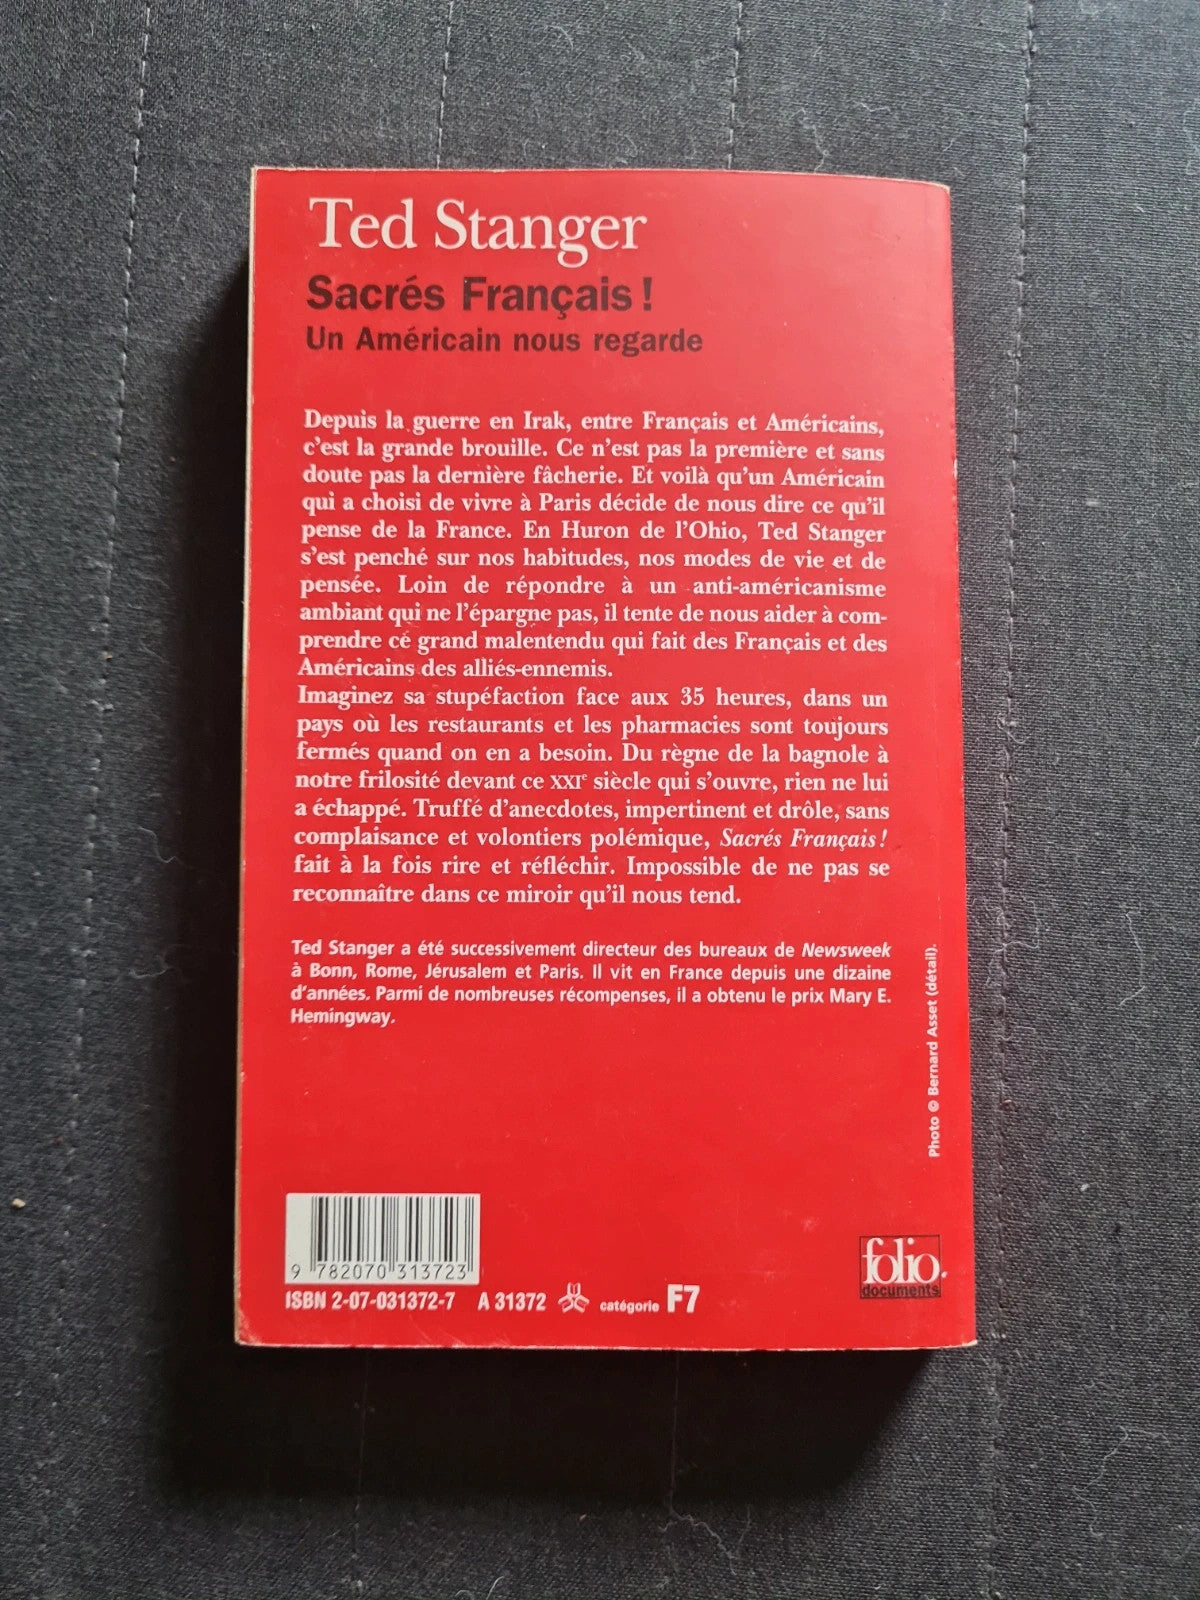 Ted Stanger
Sacrés Français !
Un Américain nous regarde
Depuis la guerre en Irak, entre Français et Américains,
c'est la grande brouille. Ce n'est pas la première et sans
doute pas la dernière fâcherie. Et voilà qu'un Américain
qui a choisi de vivre à Paris décide de nous dire ce qu'il
pense de la France. En Huron de l'Ohio, Ted Stanger
s'est penché sur nos habitudes, nos modes de vie et de
pensée. Loin de répondre à un anti-américanisme
ambiant qui ne l'épargne pas, il tente de nous aider à com-
prendre ce grand malentendu qui fait des Français et des
Américains des alliés-ennemis.
Imaginez sa stupéfaction face aux 35 heures, dans un
pays où les restaurants et les pharmacies sont toujours
fermés quand on en a besoin. Du règne de la bagnole à
notre frilosité devant ce XXIe siècle qui s'ouvre, rien ne lui
a échappé. Truffé d'anecdotes, impertinent et drôle, sans
complaisance et volontiers polémique, Sacrés Français !
fait à la fois rire et réfléchir. Impossible de ne pas se
reconnaître dans ce miroir qu'il nous tend.
Ted Stanger a été successivement directeur des bureaux de Newsweek
à Bonn, Rome, Jérusalem et Paris. Il vit en France depuis une dizaine
d'années. Parmi de nombreuses récompenses, il a obtenu le prix Mary E.
Hemingway.
Photo © Bernard Asset (détail).
9 782070 313723
ISBN 2-07-031372-7 A 31372 catégorie F7
folio
documents